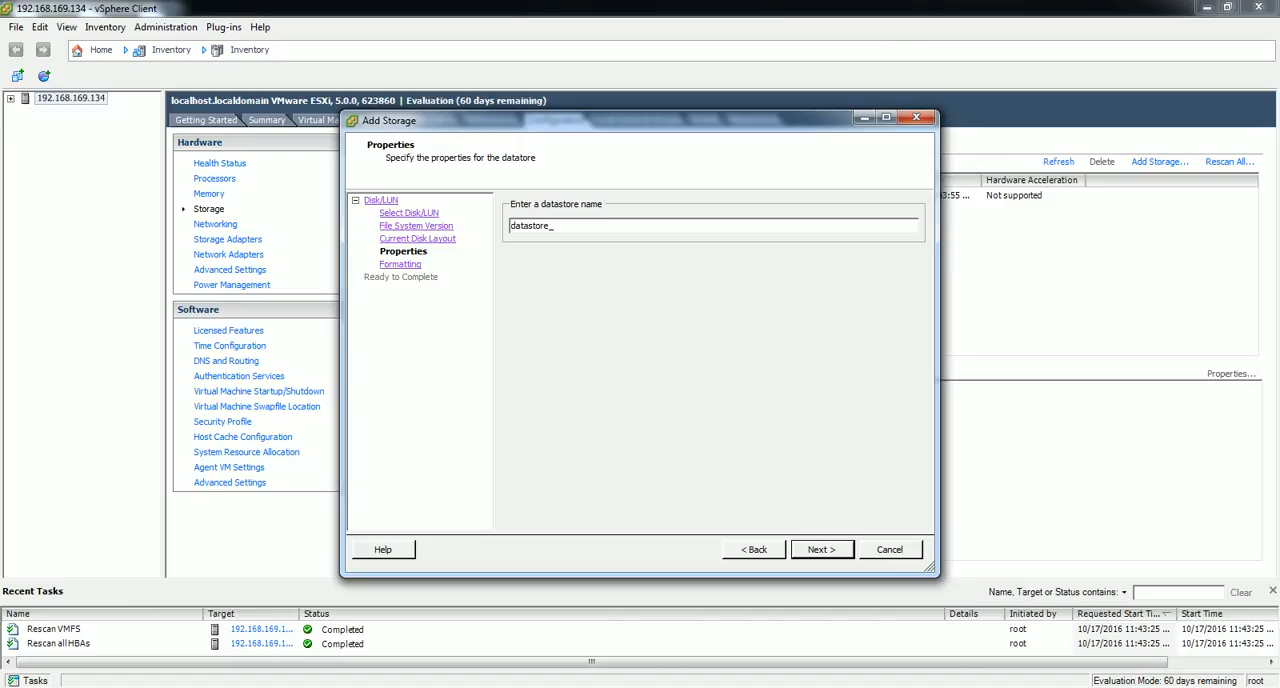 192.168.169.134 - vSphere Client
File Edit View Inventory Administration Plug-ins Help
Home Inventory Inventory
192.168.169.134
localhost.localdomain VMware ESXi, 5.0.0, 623860 | Evaluation (60 days remaining)
Getting Started Summary Virtual Ma
Hardware
Health Status
Processors
Memory
Storage
Networking
Storage Adapters
Network Adapters
Advanced Settings
Power Management
Software
Licensed Features
Time Configuration
DNS and Routing
Authentication Services
Virtual Machine Startup/Shutdown
Virtual Machine Swapfile Location
Security Profile
Host Cache Configuration
System Resource Allocation
Agent VM Settings
Advanced Settings
Add Storage
Properties
Specify the properties for the datatore
Disk/LUN
Select Disk/LUN
File System Version
Current Disk Layout
Properties
Formatting
Ready to Complete
Enter a datastore name
datastore_
Help < Back Next > Cancel
Refresh Delete Add Storage... Rescan All...
Hardware Acceleration
3:55 ... Not supported
Properties...
Recent Tasks Name, Target or Status contains: Clear
Name Target Status Details Initiated by Requested Start Ti... Start Time
Rescan VMFS 192.168.169.1... Completed root 10/17/2016 11:43:25 ... 10/17/2016 11:43:25 ...
Rescan all HBAs 192.168.169.1... Completed root 10/17/2016 11:43:25 ... 10/17/2016 11:43:25 ...
Tasks Evaluation Mode: 60 days remaining root